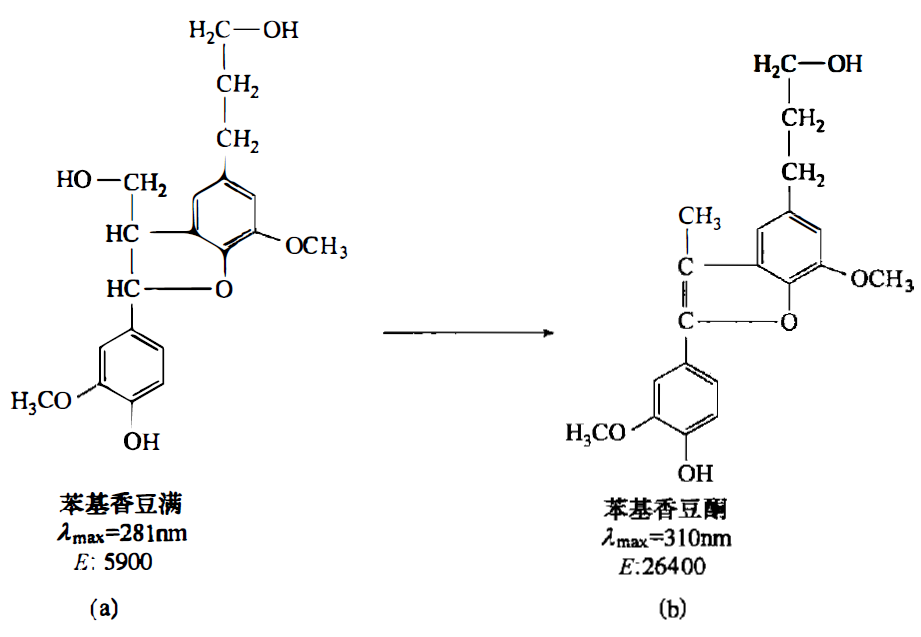 H₂C—OH
CH₂
CH₂
HO—CH₂
HC
OCH₃
HC
O
H₃CO
OH
苯基香豆满
λmax=281nm
E: 5900
(a)
H₂C—OH
CH₂
CH₂
CH₃
C
OCH₃
C
O
H₃CO
OH
苯基香豆酮
λmax=310nm
E:26400
(b)